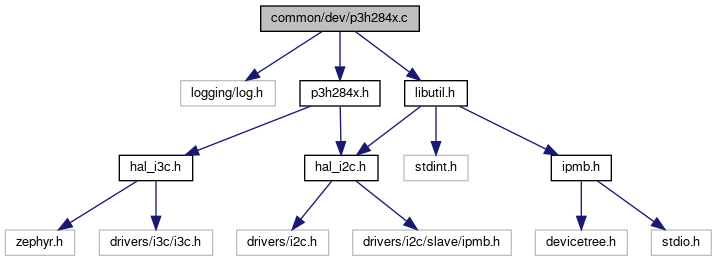 common/dev/p3h284x.c
logging/log.h
p3h284x.h
libutil.h
hal_i3c.h
hal_i2c.h
stdint.h
ipmb.h
zephyr.h
drivers/i3c/i3c.h
drivers/i2c.h
drivers/i2c/slave/ipmb.h
devicetree.h
stdio.h